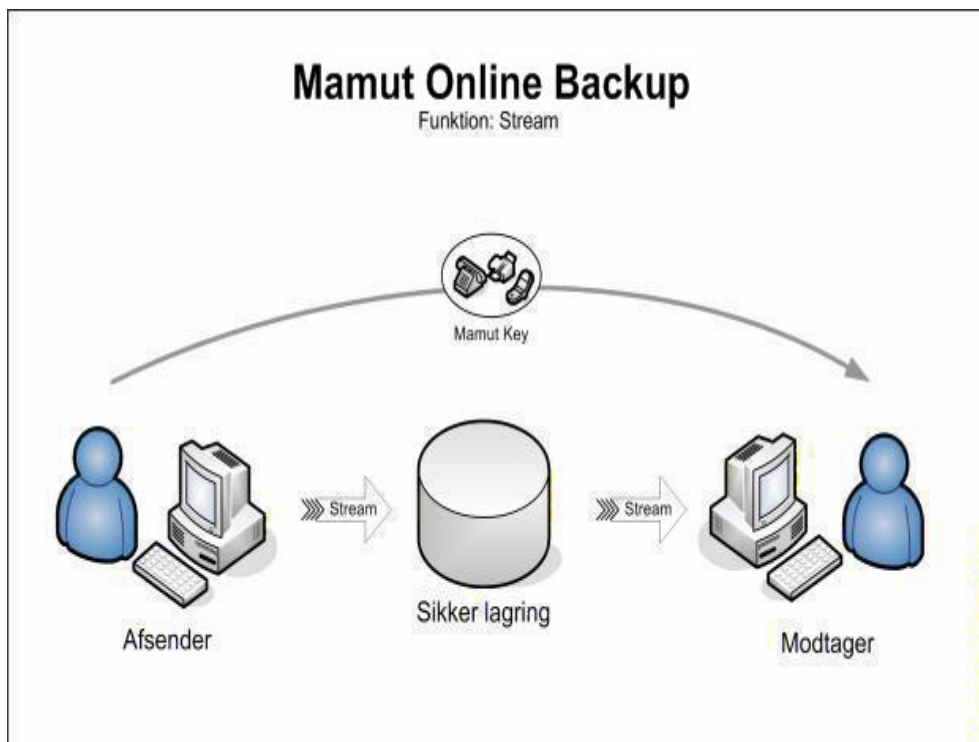 Mamut Online Backup
Funktion: Stream
Mamut Key
Stream
Stream
Sikker lagring
Afsender
Modtager